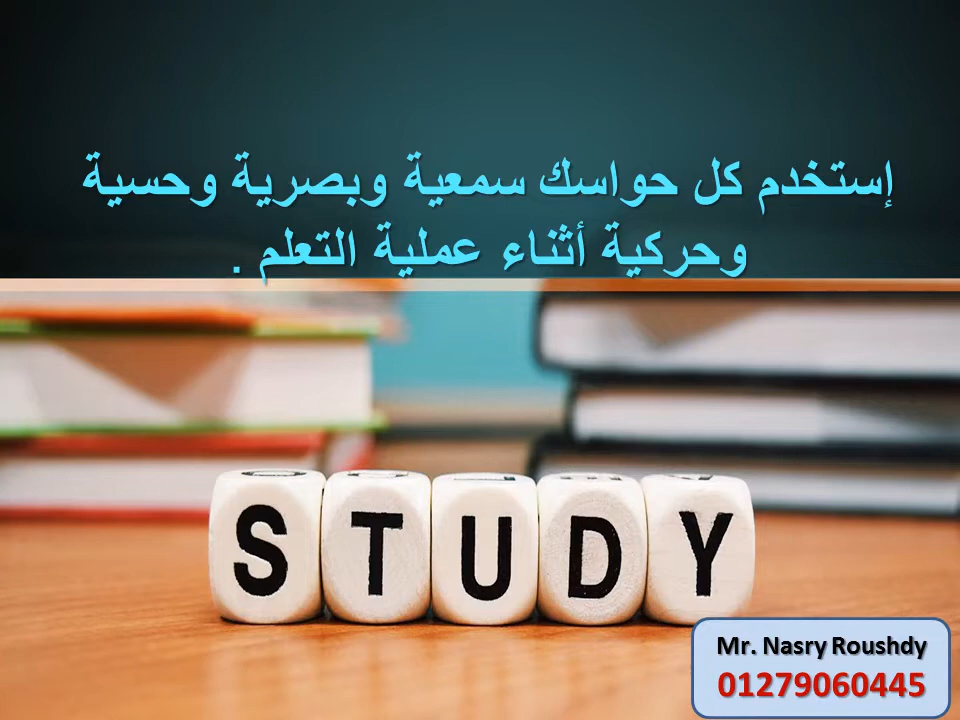 إستخدم كل حواسك سمعية وبصرية وحسية
وحركية أثناء عملية التعلم .
STUDY
Mr. Nasry Roushdy
01279060445